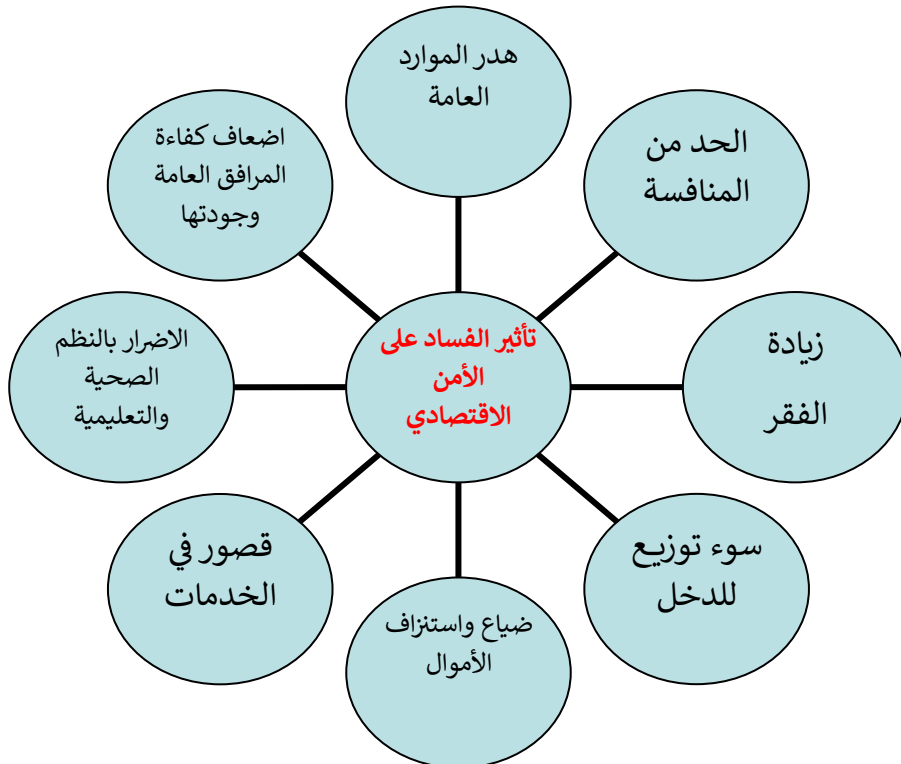 هدر الموارد
العامة
الحد من
المنافسة
زيادة
الفقر
سوء توزيع
للدخل
ضياع واستنزاف
الأموال
قصور في
الخدمات
الاضرار بالنظم
الصحية
والتعليمية
اضعاف كفاءة
المرافق العامة
وجودتها
تأثير الفساد على
الأمن
الاقتصادي